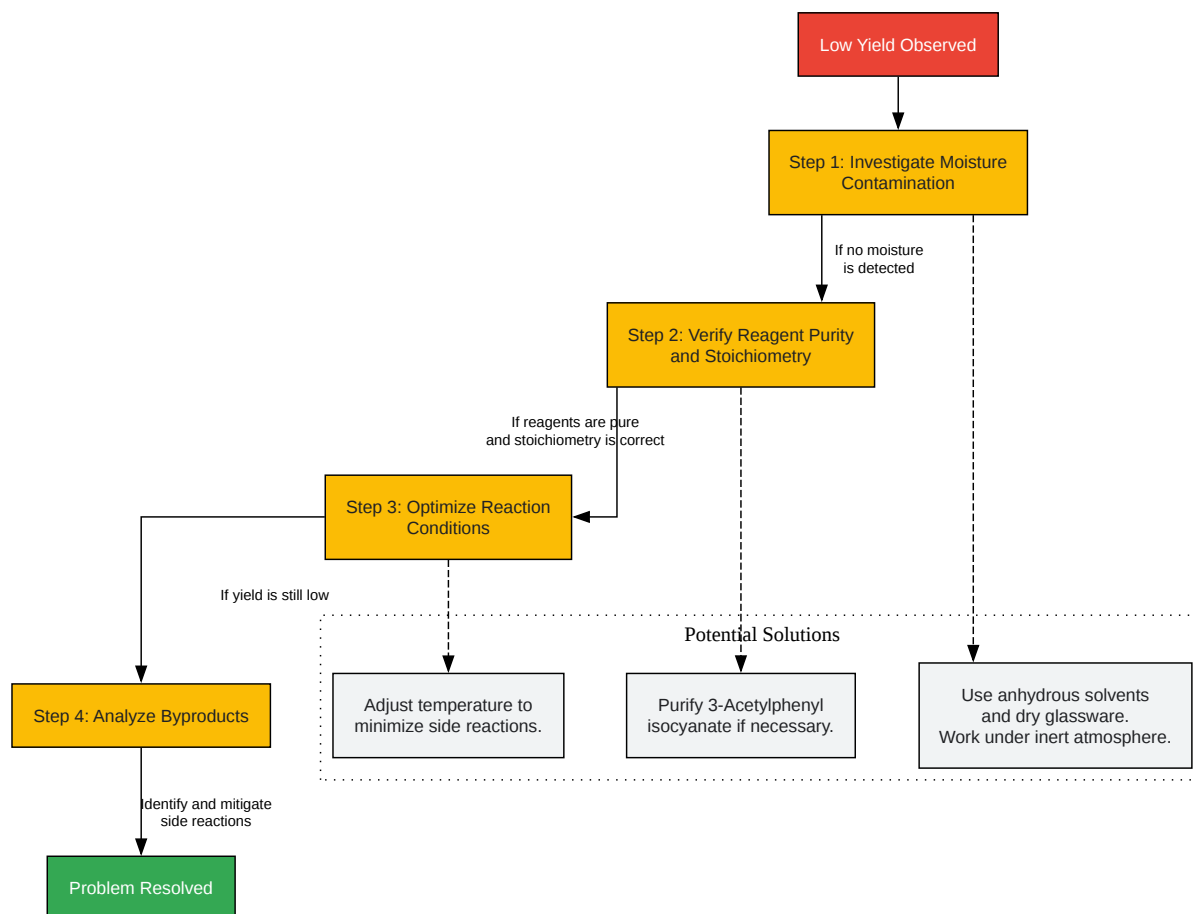 Low Yield Observed
Step 1: Investigate Moisture
Contamination
If no moisture
is detected
Step 2: Verify Reagent Purity
and Stoichiometry
If reagents are pure
and stoichiometry is correct
Step 3: Optimize Reaction
Conditions
If yield is still low
Potential Solutions
Adjust temperature to
minimize side reactions.
Purify 3-Acetylphenyl
isocyanate if necessary.
Use anhydrous solvents
and dry glassware.
Work under inert atmosphere.
Step 4: Analyze Byproducts
Identify and mitigate
side reactions
Problem Resolved